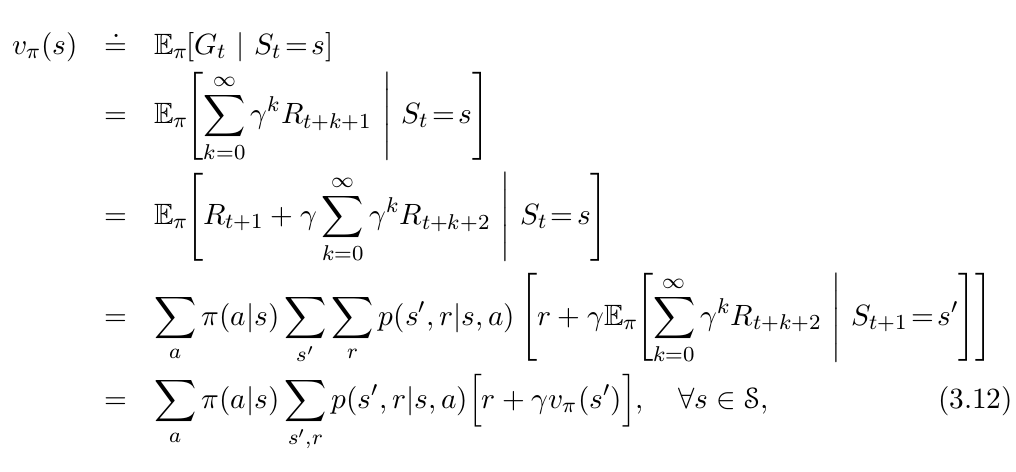 v_π(s) ≐ 𝔼_π[G_t | S_t = s]
= 𝔼_π[∑_{k=0}^{∞} γ^k R_{t+k+1} | S_t = s]
= 𝔼_π[R_{t+1} + γ ∑_{k=0}^{∞} γ^k R_{t+k+2} | S_t = s]
= ∑_a π(a|s) ∑_{s′} ∑_r p(s′, r|s, a) [r + γ𝔼_π[∑_{k=0}^{∞} γ^k R_{t+k+2} | S_{t+1} = s′]]
= ∑_a π(a|s) ∑_{s′,r} p(s′, r|s, a)[r + γv_π(s′)], ∀s ∈ 𝒮, (3.12)